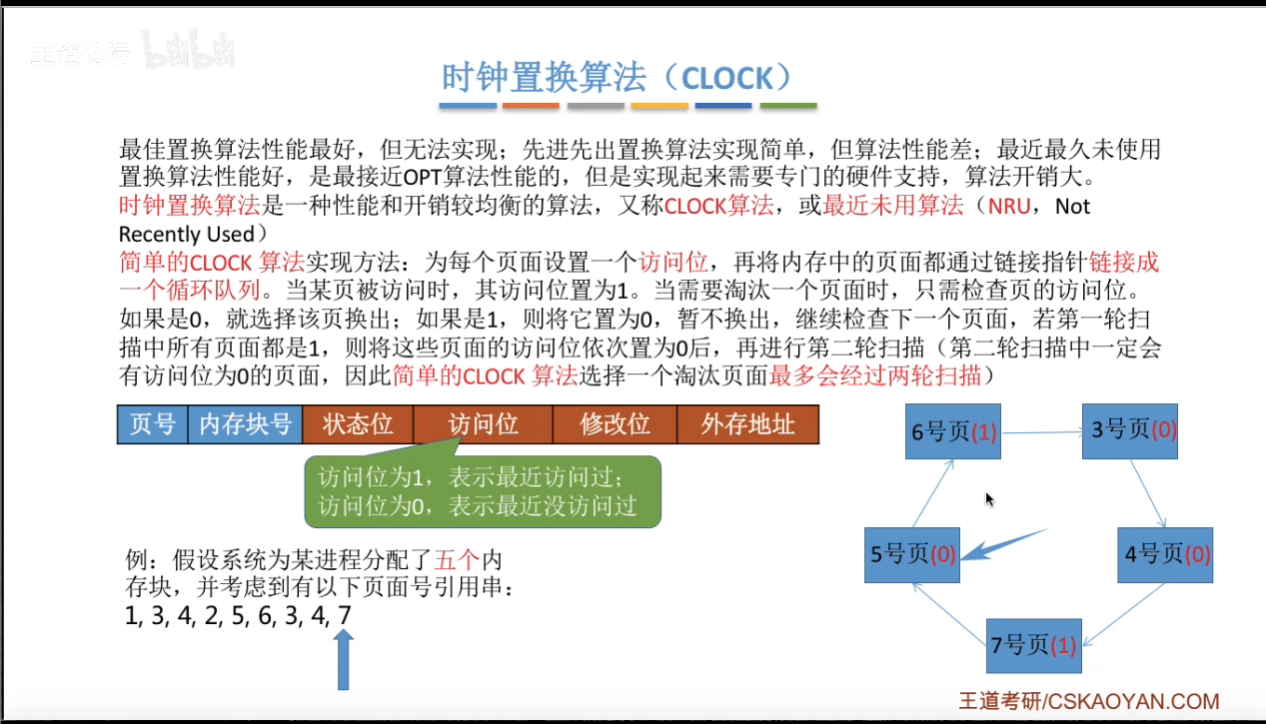 王道论坛 bilibili
时钟置换算法（CLOCK）
最佳置换算法性能最好，但无法实现；先进先出置换算法实现简单，但算法性能差；最近最久未使用
置换算法性能好，是最接近OPT算法性能的，但是实现起来需要专门的硬件支持，算法开销大。
时钟置换算法是一种性能和开销较均衡的算法，又称CLOCK算法，或最近未用算法（NRU，Not
Recently Used）
简单的CLOCK 算法实现方法：为每个页面设置一个访问位，再将内存中的页面都通过链接指针链接成
一个循环队列。当某页被访问时，其访问位置为1。当需要淘汰一个页面时，只需检查页的访问位。
如果是0，就选择该页换出；如果是1，则将它置为0，暂不换出，继续检查下一个页面，若第一轮扫
描中所有页面都是1，则将这些页面的访问位依次置为0后，再进行第二轮扫描（第二轮扫描中一定会
有访问位为0的页面，因此简单的CLOCK 算法选择一个淘汰页面最多会经过两轮扫描）
页号 内存块号 状态位 访问位 修改位 外存地址
访问位为1，表示最近访问过；
访问位为0，表示最近没访问过
例：假设系统为某进程分配了五个内
存块，并考虑到有以下页面号引用串：
1, 3, 4, 2, 5, 6, 3, 4, 7
6号页(1) 3号页(0)
5号页(0) 4号页(0)
7号页(1)
王道考研/CSKAOYAN.COM